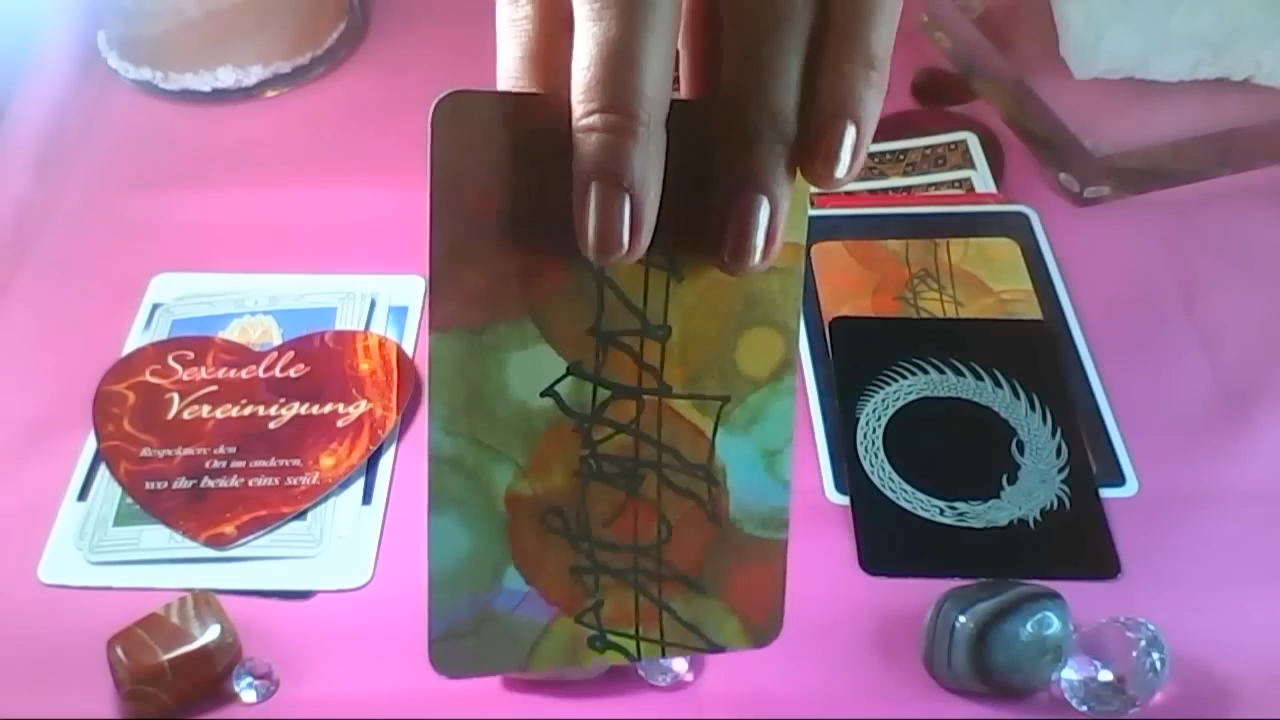 Sexuelle
Vereinigung
Respektiere den
Ort im anderen,
wo ihr beide eins seid.